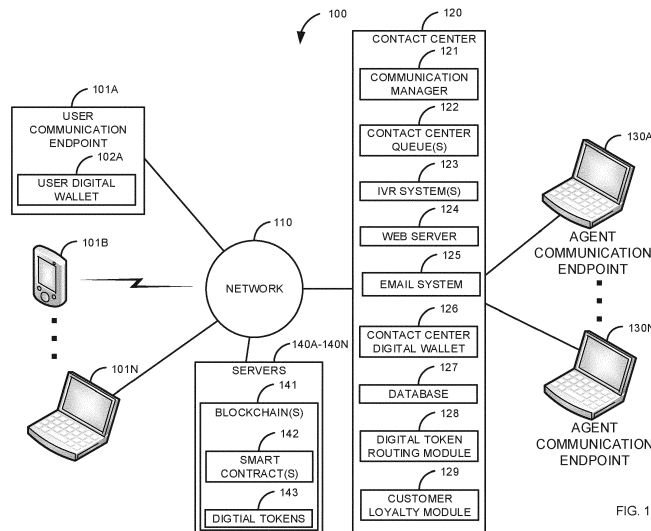 100
120
CONTACT CENTER
121
COMMUNICATION
MANAGER
122
CONTACT CENTER
QUEUE(S)
123
IVR SYSTEM(S)
124
WEB SERVER
125
EMAIL SYSTEM
126
CONTACT CENTER
DIGITAL WALLET
127
DATABASE
128
DIGITAL TOKEN
ROUTING MODULE
129
CUSTOMER
LOYALTY MODULE
101A
USER
COMMUNICATION
ENDPOINT
102A
USER DIGITAL
WALLET
101B
101N
110
NETWORK
140A-140N
SERVERS
141
BLOCKCHAIN(S)
142
SMART
CONTRACT(S)
143
DIGTIAL TOKENS
130A
AGENT
COMMUNICATION
ENDPOINT
130N
AGENT
COMMUNICATION
ENDPOINT
FIG. 1